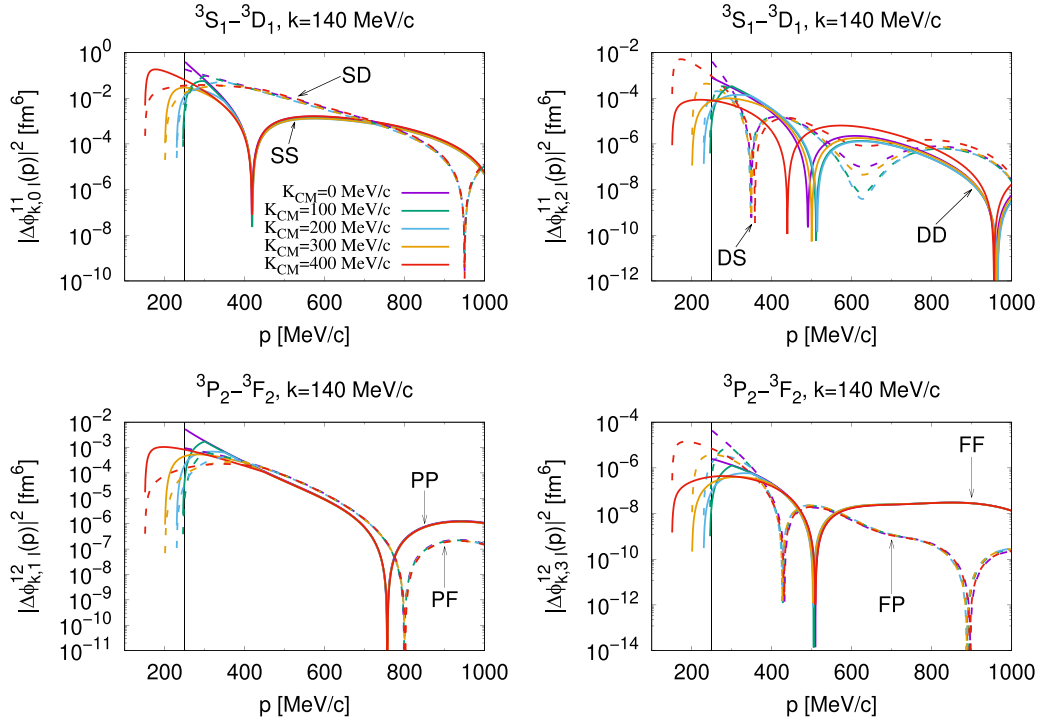 ³S₁−³D₁, k=140 MeV/c
|Δϕ¹¹ₖ,₀ ₗ(p)|² [fm⁶]
10⁰
10⁻²
10⁻⁴
10⁻⁶
10⁻⁸
10⁻¹⁰
SD
SS
K_CM=0 MeV/c
K_CM=100 MeV/c
K_CM=200 MeV/c
K_CM=300 MeV/c
K_CM=400 MeV/c
200 400 600 800 1000
p [MeV/c]
³S₁−³D₁, k=140 MeV/c
|Δϕ¹¹ₖ,₂ ₗ(p)|² [fm⁶]
10⁻²
10⁻⁴
10⁻⁶
10⁻⁸
10⁻¹⁰
10⁻¹²
DS
DD
200 400 600 800 1000
p [MeV/c]
³P₂−³F₂, k=140 MeV/c
|Δϕ¹²ₖ,₁ ₗ(p)|² [fm⁶]
10⁻²
10⁻³
10⁻⁴
10⁻⁵
10⁻⁶
10⁻⁷
10⁻⁸
10⁻⁹
10⁻¹⁰
10⁻¹¹
PP
PF
200 400 600 800 1000
p [MeV/c]
³P₂−³F₂, k=140 MeV/c
|Δϕ¹²ₖ,₃ ₗ(p)|² [fm⁶]
10⁻⁴
10⁻⁶
10⁻⁸
10⁻¹⁰
10⁻¹²
10⁻¹⁴
FF
FP
200 400 600 800 1000
p [MeV/c]